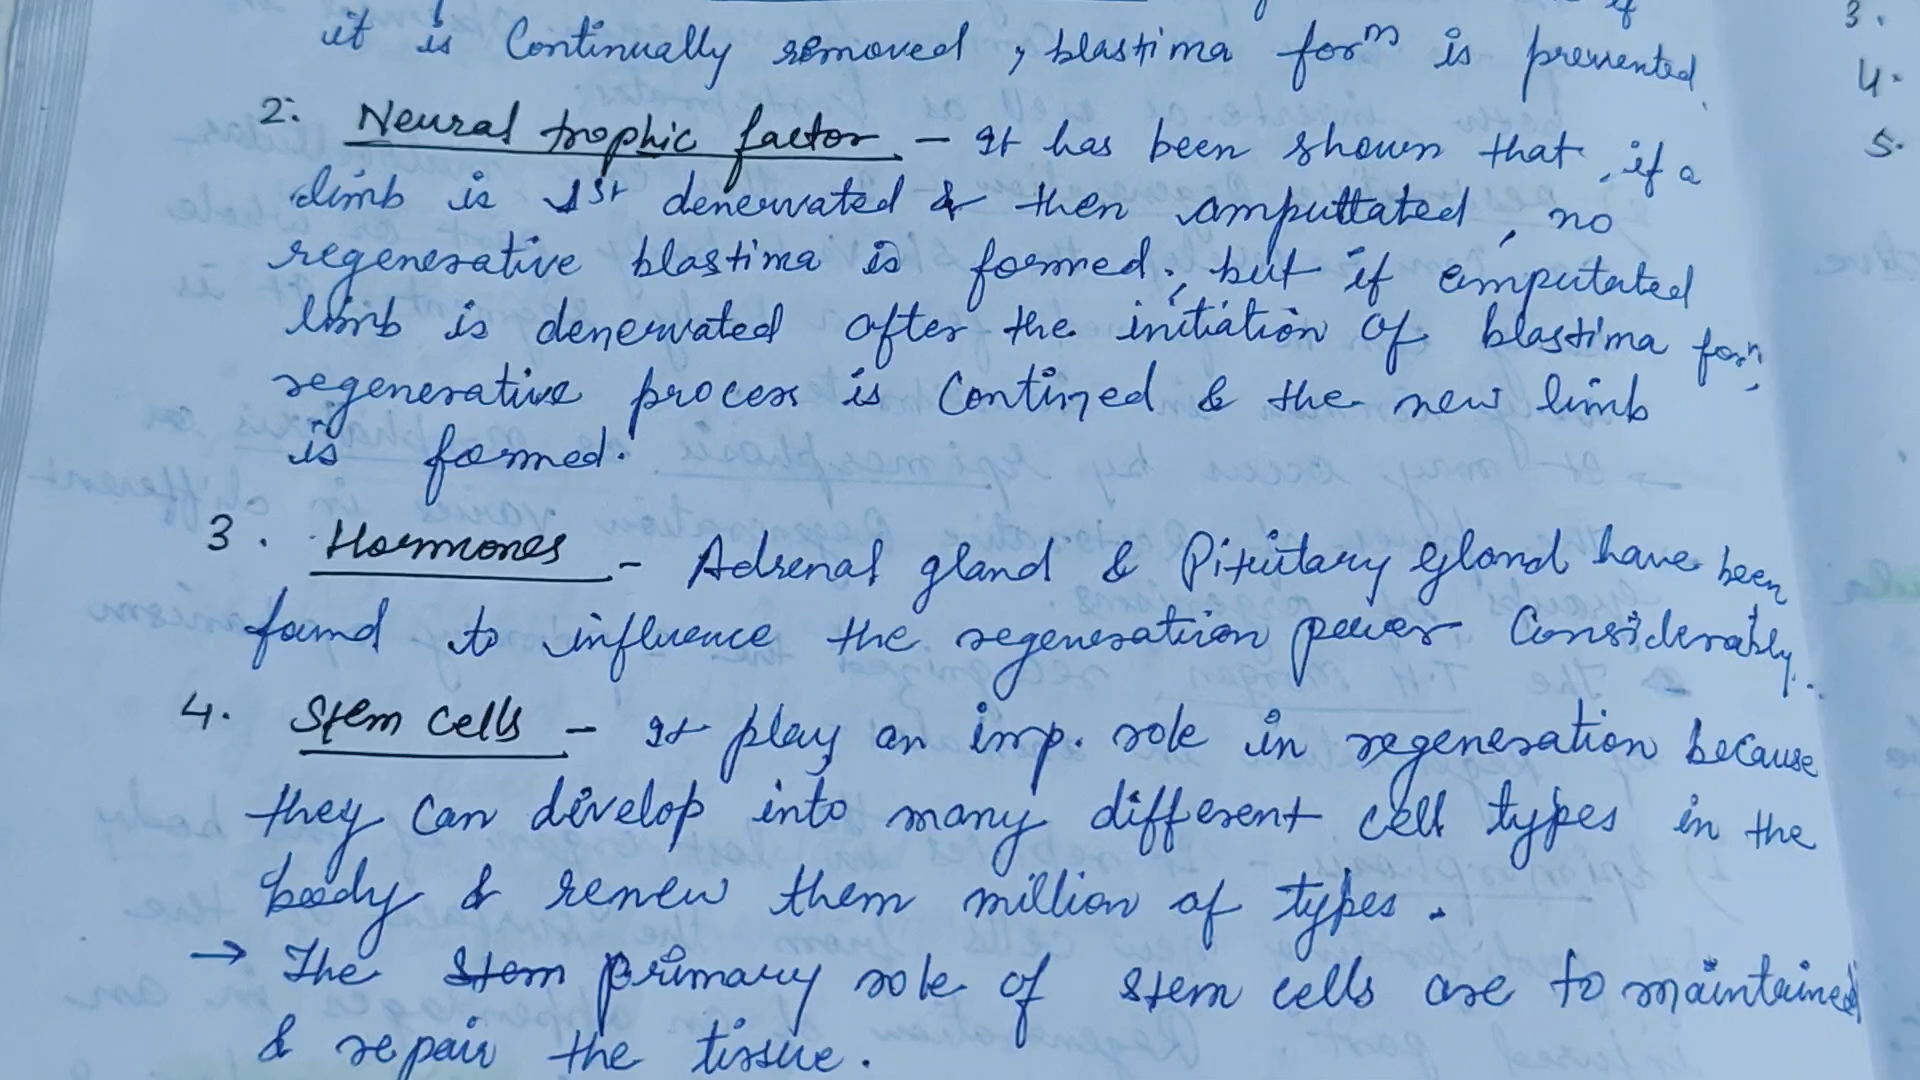 it is Continually removed, blastima forᵐ is prevented.
2. Neural trophic factor - It has been shown that, if a
limb is 1st denervated & then amputtated, no
regenerative blastima is formed, but if amputated
limb is denervated after the initiation of blastima forⁿ,
regenerative process is Contined & the new limb
is formed.
3. Hormones - Adrenal gland & Pituitary gland have been
found to influence the regeneration power Considerably.
4. Stem cells - It play an imp. role in regeneration because
they can divelop into many different cell types in the
body & renew them million of types.
→ The Stem primary role of stem cells are to maintained
& repair the tissue.
3.
4.
5.